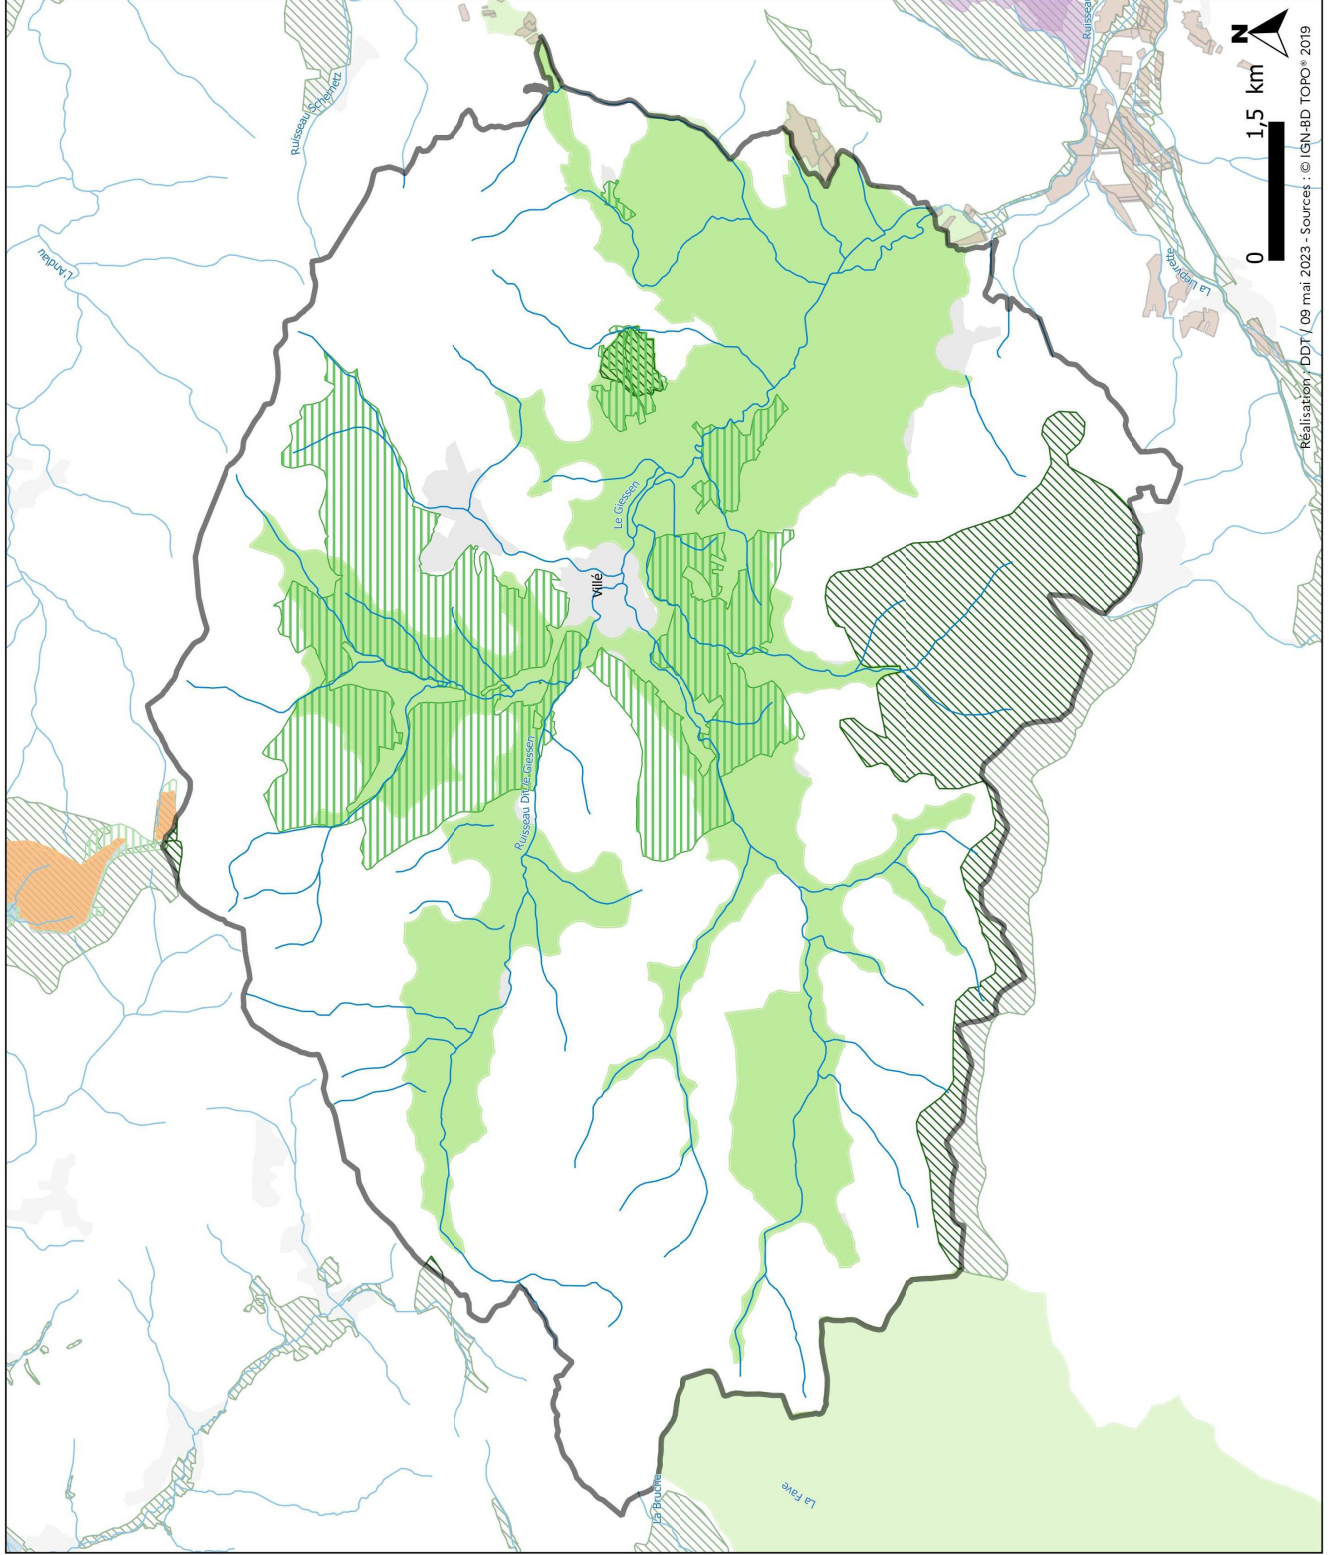 Ruisseau Schernetz
L'Andlau
Ruisseau
N
0 1,5 km
La Liepvrette
Le Giessen
Villé
Ruisseau Dit le Giessen
La Bruche
La Fave
Réalisation : DDT / 09 mai 2023 - Sources : © IGN-BD TOPO® 2019